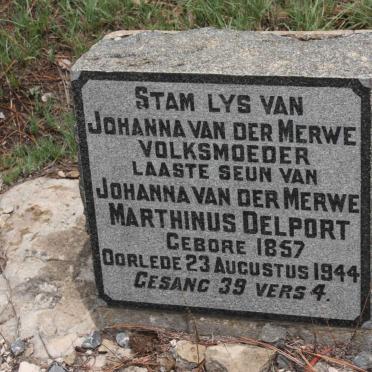 STAM LYS VAN
JOHANNA VAN DER MERWE
VOLKSMOEDER
LAASTE SEUN VAN
JOHANNA VAN DER MERWE
MARTHINUS DELPORT
GEBORE 1857
OORLEDE 23 AUGUSTUS 1944
GESANG 39 VERS 4.